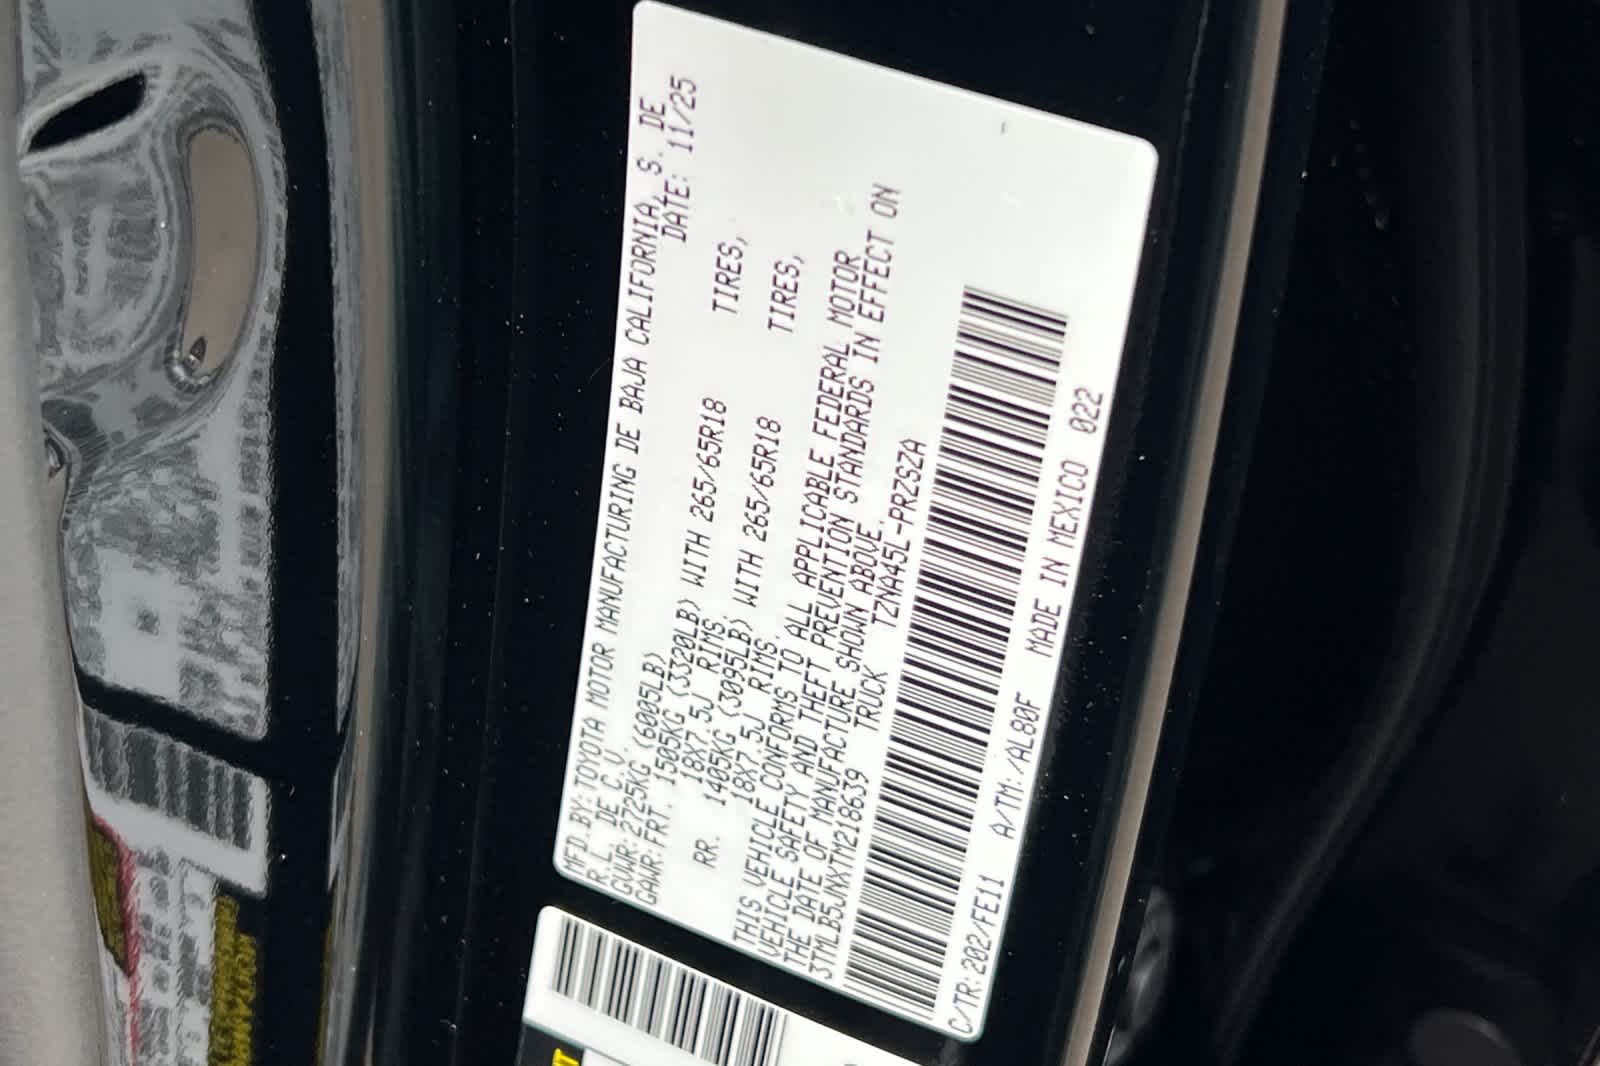 MFD.BY:TOYOTA MOTOR MANUFACTURING DE BAJA CALIFORNIA, S. DE
R.L. DE C.V. DATE: 11/25
GVWR:2725KG (6005LB)
GAWR:FRT. 1505KG (3320LB) WITH 265/65R18 TIRES,
18X7.5J RIMS.
RR. 1405KG (3095LB) WITH 265/65R18 TIRES,
18X7.5J RIMS.
THIS VEHICLE CONFORMS TO ALL APPLICABLE FEDERAL MOTOR
VEHICLE SAFETY AND THEFT PREVENTION STANDARDS IN EFFECT ON
THE DATE OF MANUFACTURE SHOWN ABOVE.
3TMLB5JNXTM218639 TRUCK TZNA45L-PRZSZA
C/TR:202/FE11 A/TM:/AL80F MADE IN MEXICO 022